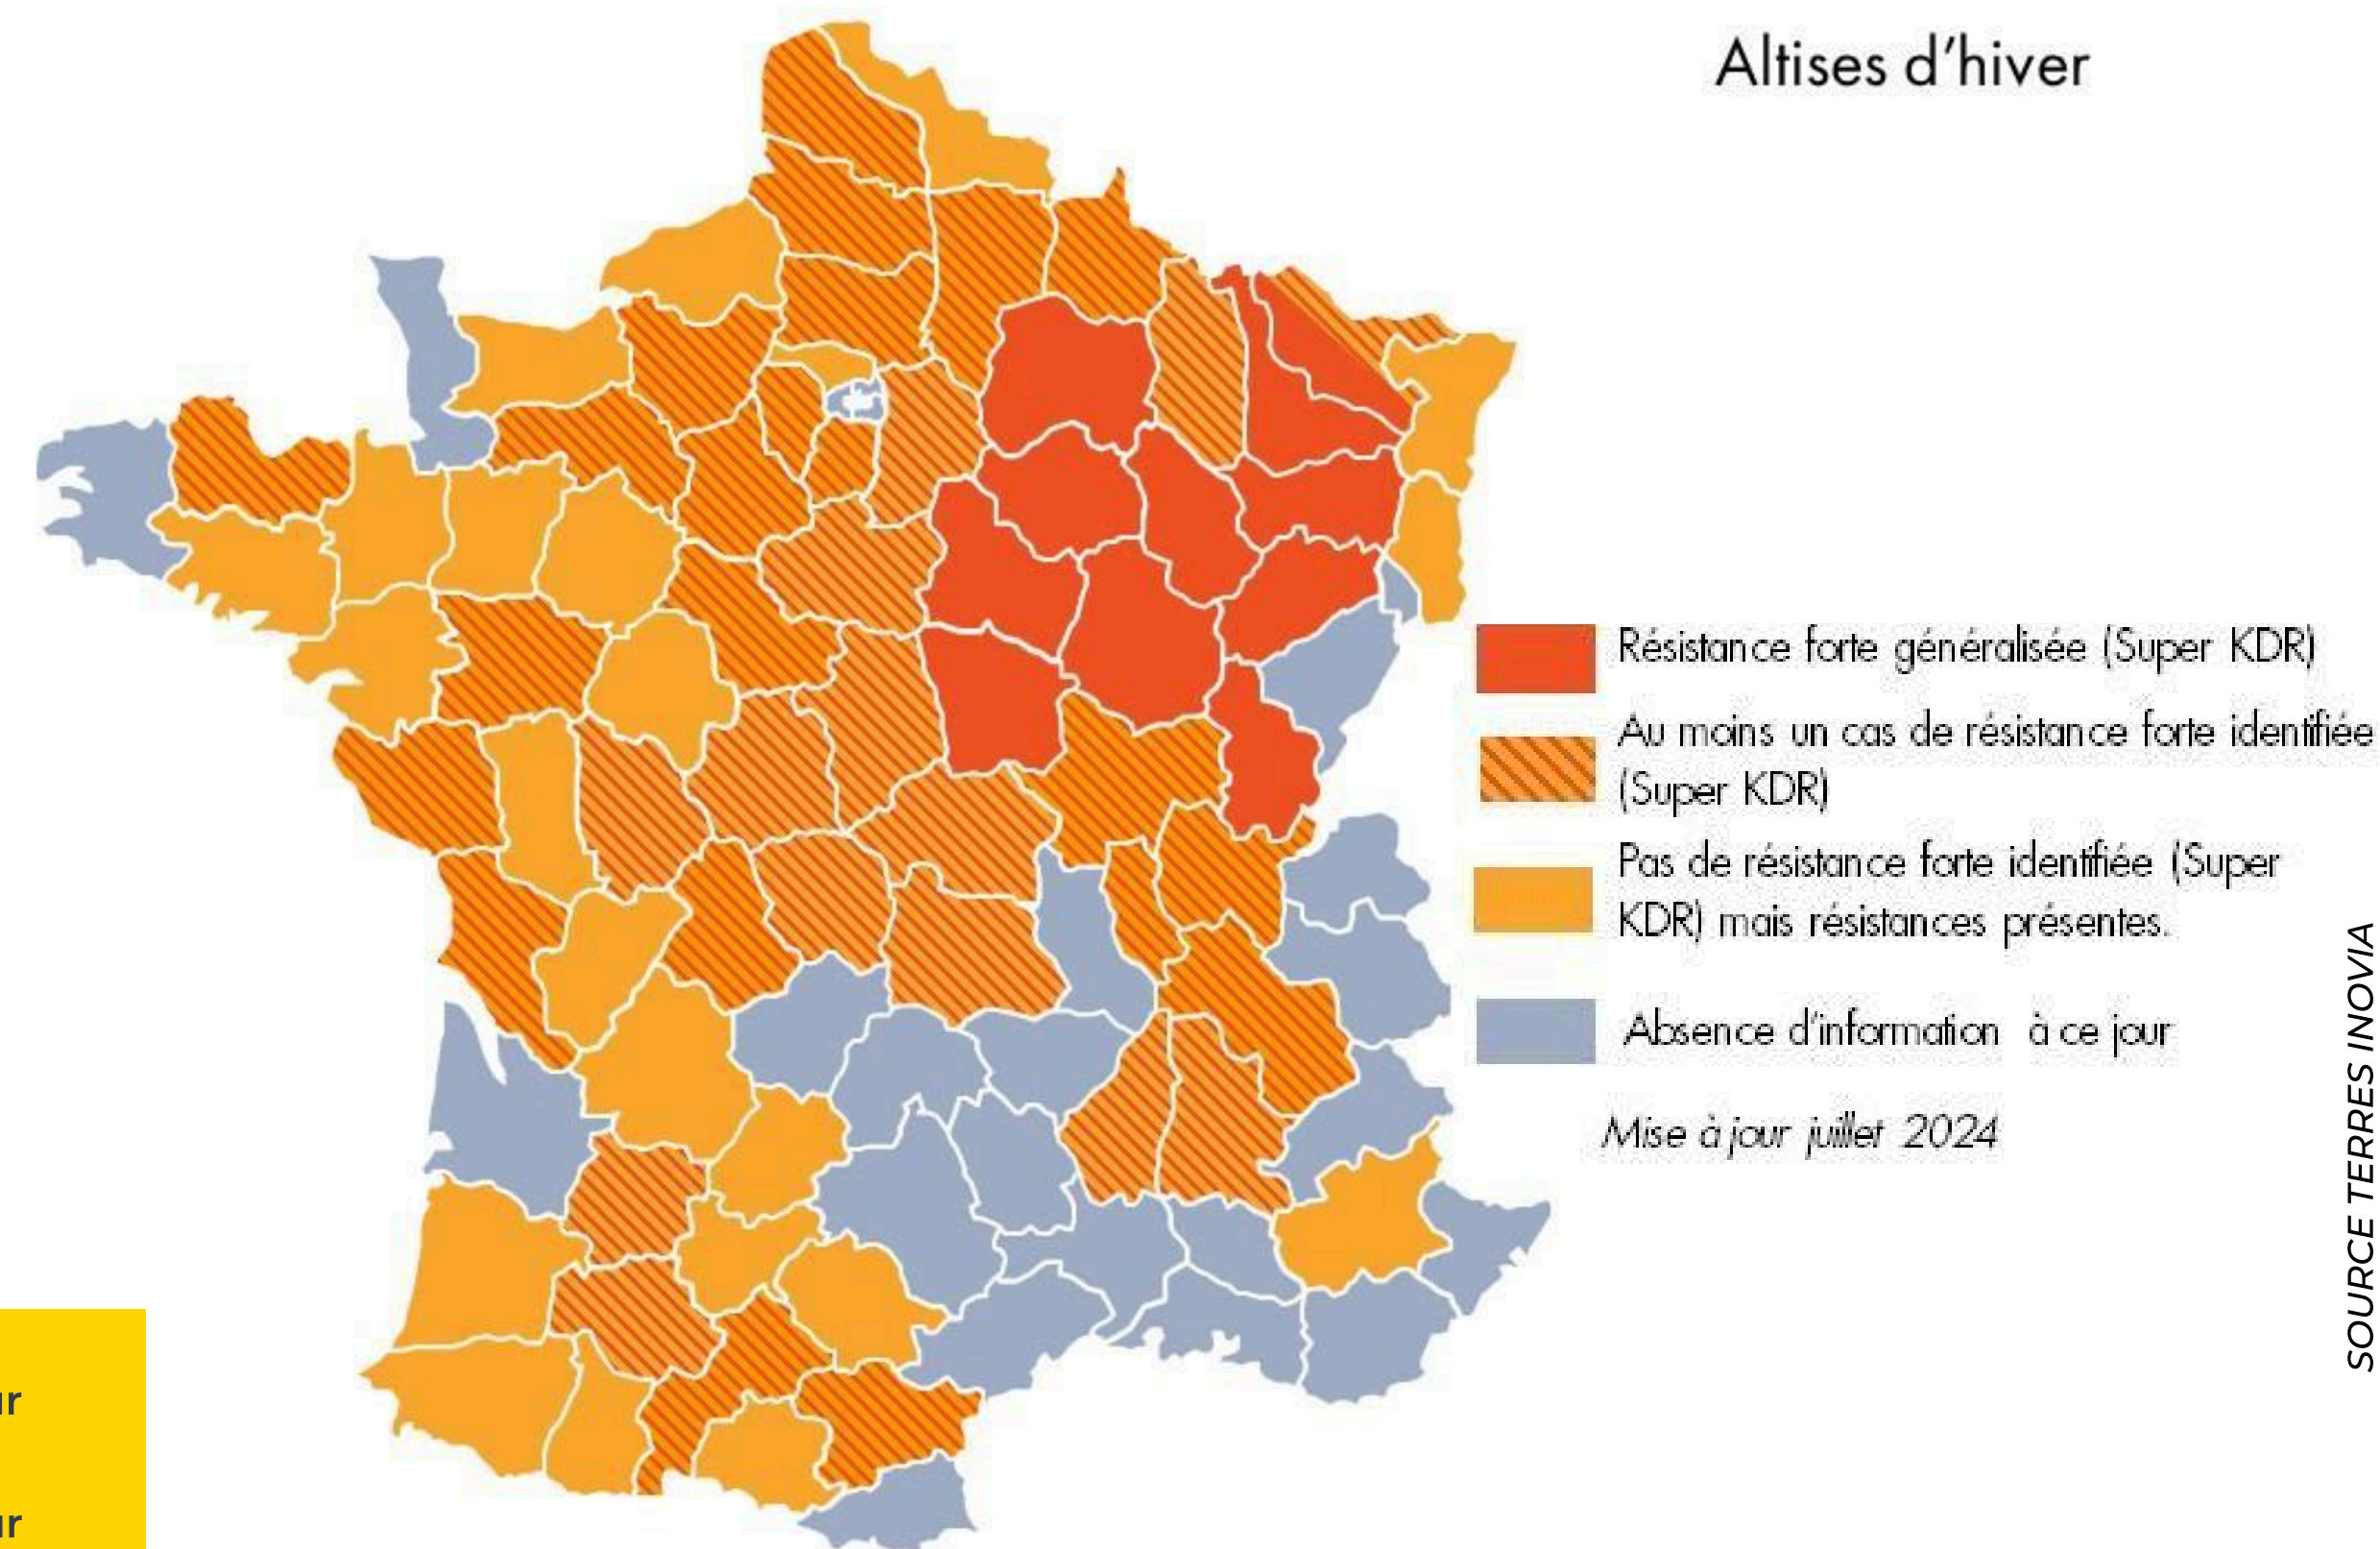 Altises d'hiver
Résistance forte généralisée (Super KDR)
Au moins un cas de résistance forte identifiée
(Super KDR)
Pas de résistance forte identifiée (Super
KDR) mais résistances présentes.
Absence d'information à ce jour
Mise à jour juillet 2024
SOURCE TERRES INOVIA